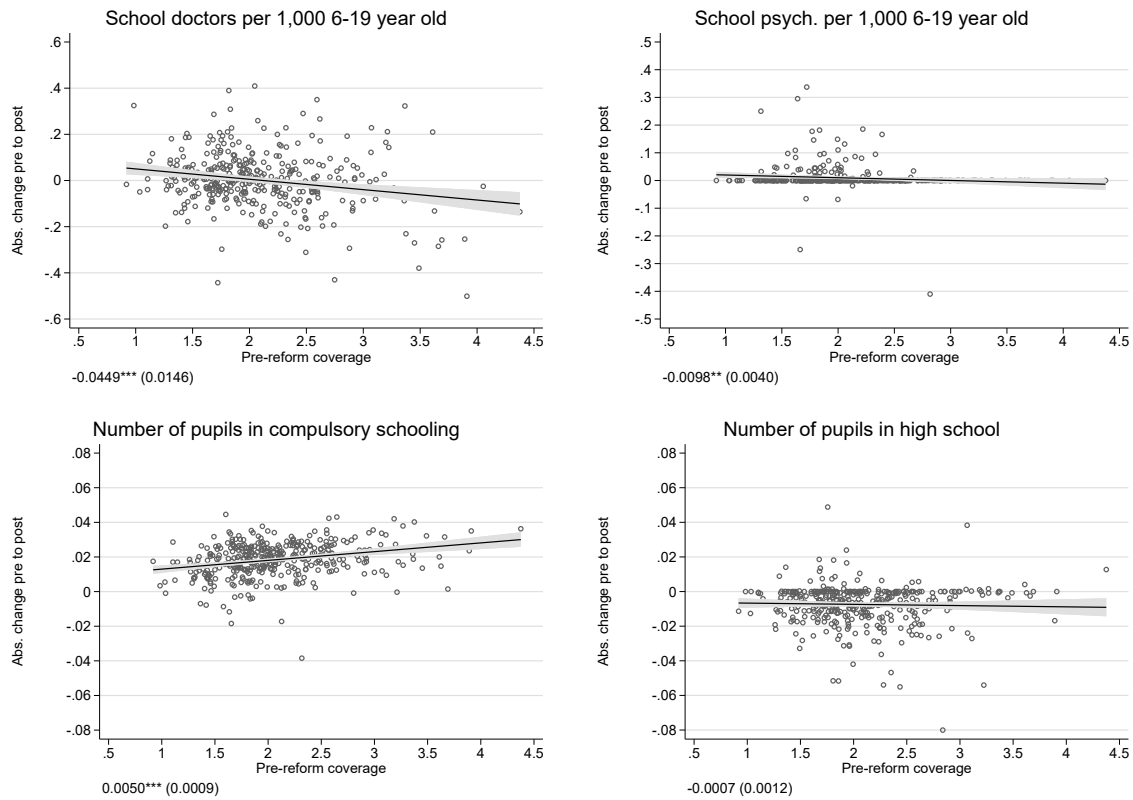 School doctors per 1,000 6-19 year old
.6
.4
.2
0
-.2
-.4
-.6
Abs. change pre to post
.5 1 1.5 2 2.5 3 3.5 4 4.5
Pre-reform coverage
-0.0449*** (0.0146)
School psych. per 1,000 6-19 year old
.5
.4
.3
.2
.1
0
-.1
-.2
-.3
-.4
-.5
Abs. change pre to post
.5 1 1.5 2 2.5 3 3.5 4 4.5
Pre-reform coverage
-0.0098** (0.0040)
Number of pupils in compulsory schooling
.08
.06
.04
.02
0
-.02
-.04
-.06
-.08
Abs. change pre to post
.5 1 1.5 2 2.5 3 3.5 4 4.5
Pre-reform coverage
0.0050*** (0.0009)
Number of pupils in high school
.08
.06
.04
.02
0
-.02
-.04
-.06
-.08
Abs. change pre to post
.5 1 1.5 2 2.5 3 3.5 4 4.5
Pre-reform coverage
-0.0007 (0.0012)